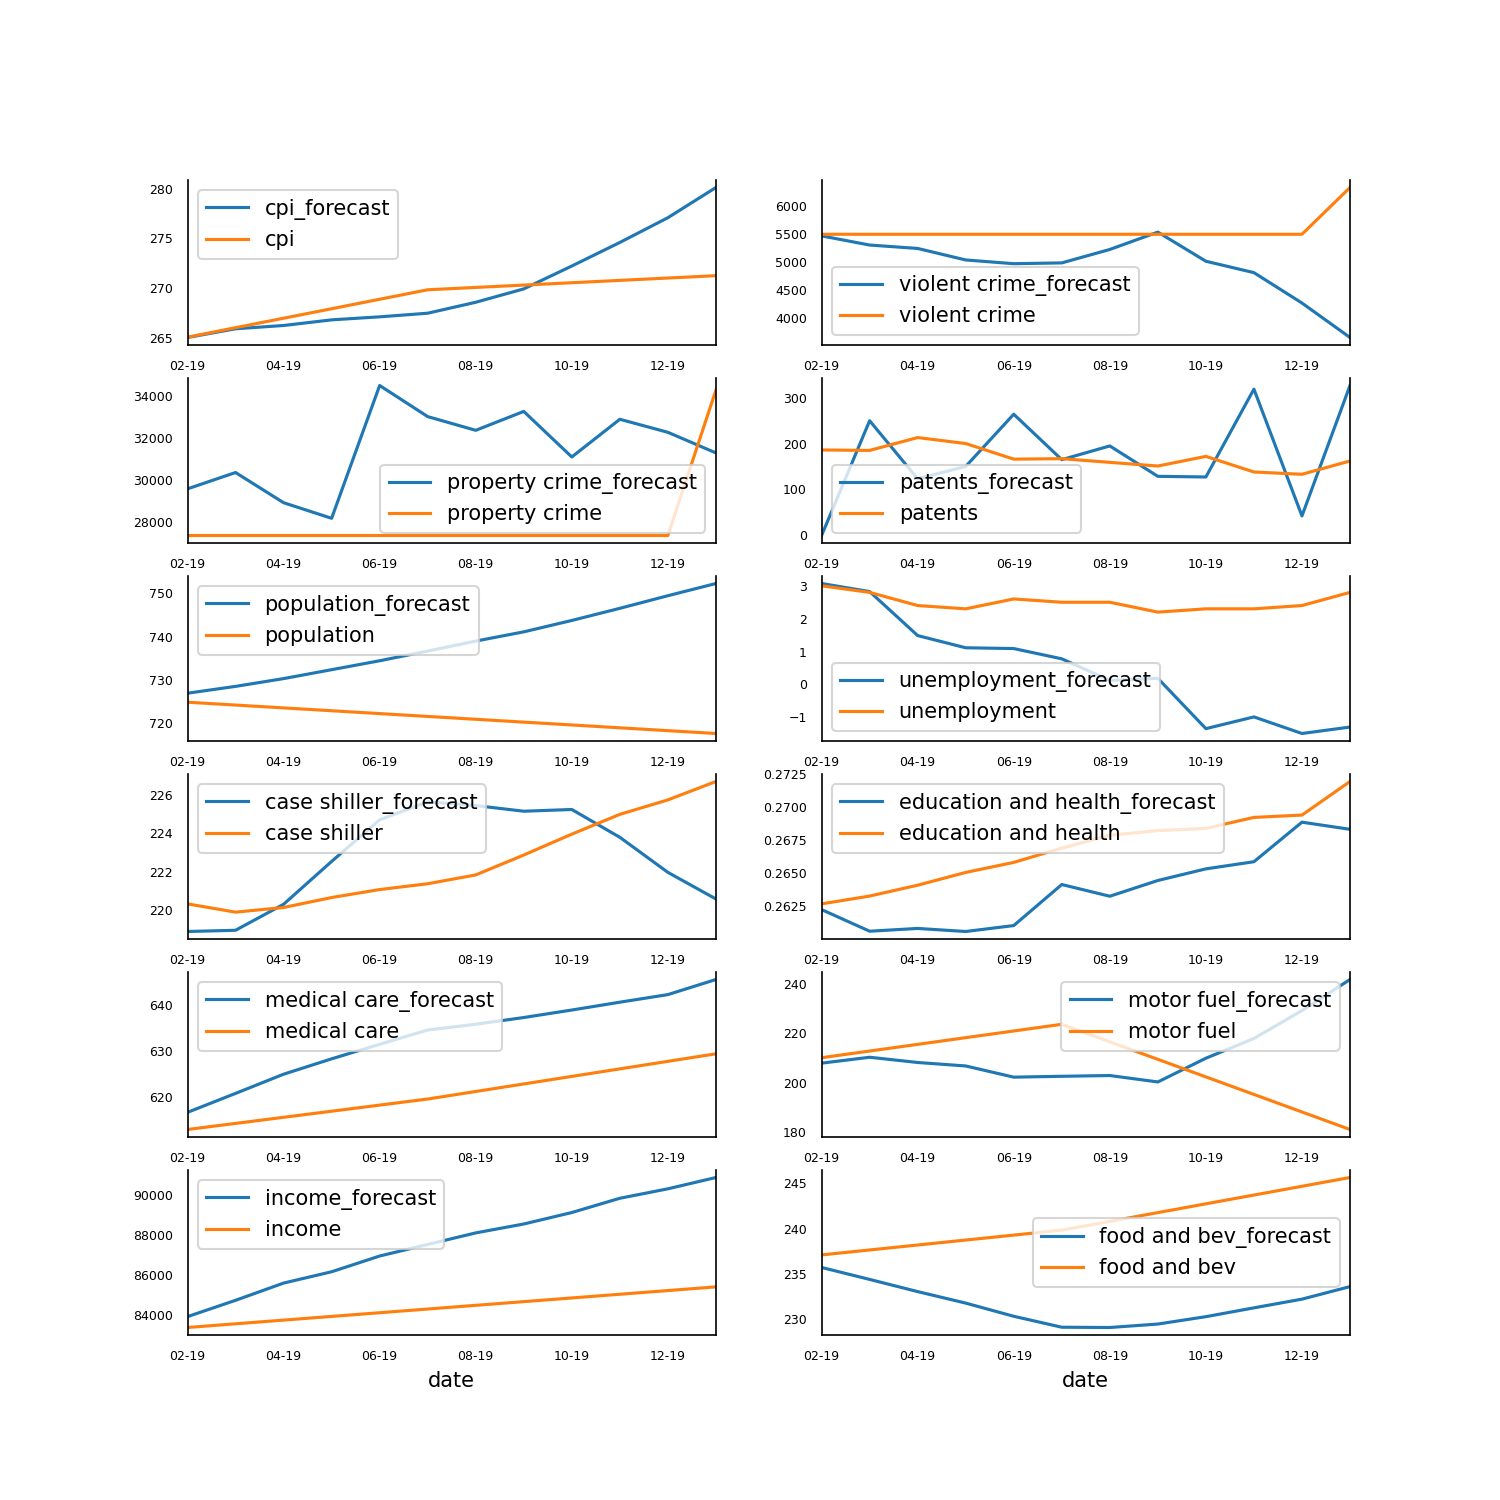 280
275
270
265
cpi_forecast
cpi
02-19 04-19 06-19 08-19 10-19 12-19
6000
5500
5000
4500
4000
violent crime_forecast
violent crime
02-19 04-19 06-19 08-19 10-19 12-19
34000
32000
30000
28000
property crime_forecast
property crime
02-19 04-19 06-19 08-19 10-19 12-19
300
200
100
0
patents_forecast
patents
02-19 04-19 06-19 08-19 10-19 12-19
750
740
730
720
population_forecast
population
02-19 04-19 06-19 08-19 10-19 12-19
3
2
1
0
−1
unemployment_forecast
unemployment
02-19 04-19 06-19 08-19 10-19 12-19
226
224
222
220
case shiller_forecast
case shiller
02-19 04-19 06-19 08-19 10-19 12-19
0.2725
0.2700
0.2675
0.2650
0.2625
education and health_forecast
education and health
02-19 04-19 06-19 08-19 10-19 12-19
640
630
620
medical care_forecast
medical care
02-19 04-19 06-19 08-19 10-19 12-19
240
220
200
180
motor fuel_forecast
motor fuel
02-19 04-19 06-19 08-19 10-19 12-19
90000
88000
86000
84000
income_forecast
income
02-19 04-19 06-19 08-19 10-19 12-19
date
245
240
235
230
food and bev_forecast
food and bev
02-19 04-19 06-19 08-19 10-19 12-19
date